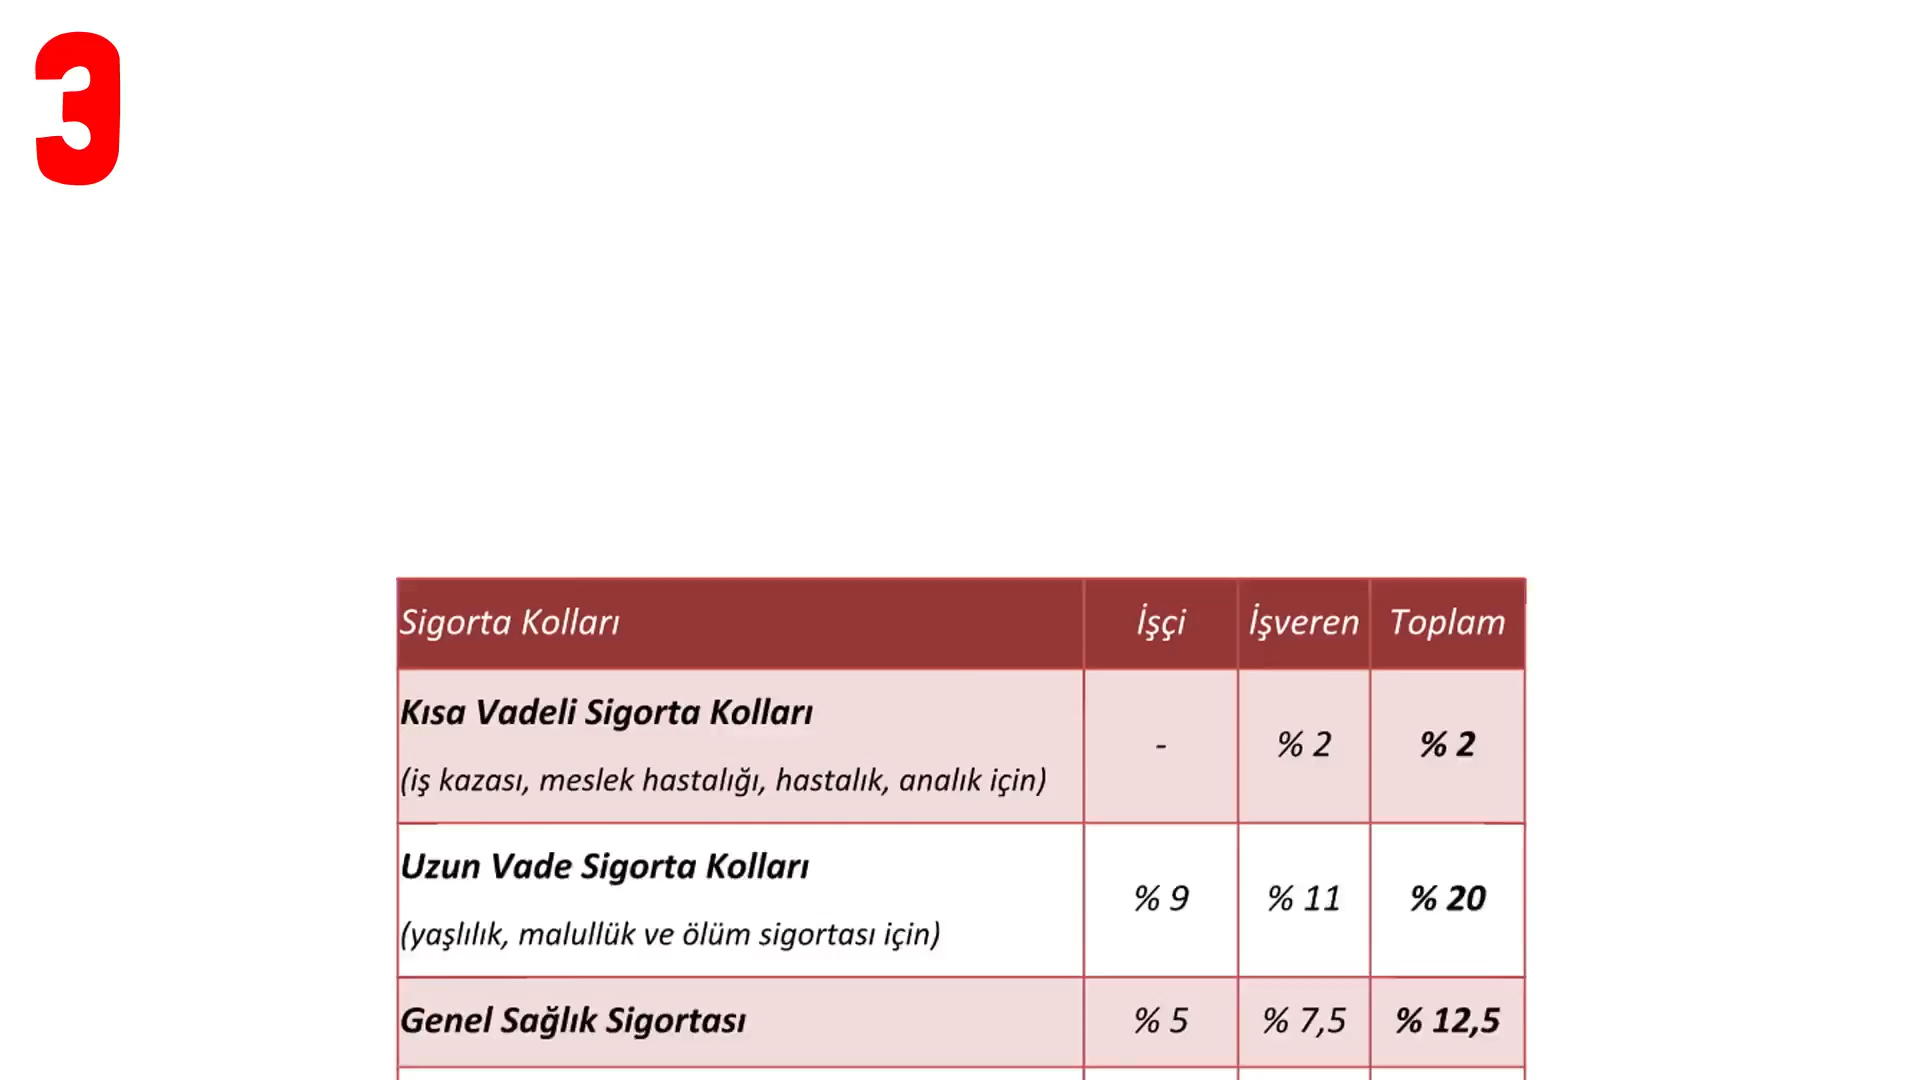 3
Sigorta Kolları İşçi İşveren Toplam
Kısa Vadeli Sigorta Kolları
(iş kazası, meslek hastalığı, hastalık, analık için) - % 2 % 2
Uzun Vade Sigorta Kolları
(yaşlılık, malullük ve ölüm sigortası için) % 9 % 11 % 20
Genel Sağlık Sigortası % 5 % 7,5 % 12,5